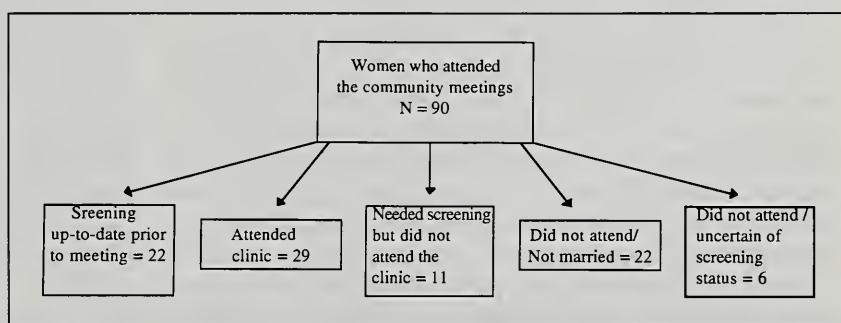 Women who attended
the community meetings
N = 90
Sreening
up-to-date prior
to meeting = 22
Attended
clinic = 29
Needed screening
but did not
attend the
clinic = 11
Did not attend/
Not married = 22
Did not attend /
uncertain of
screening
status = 6